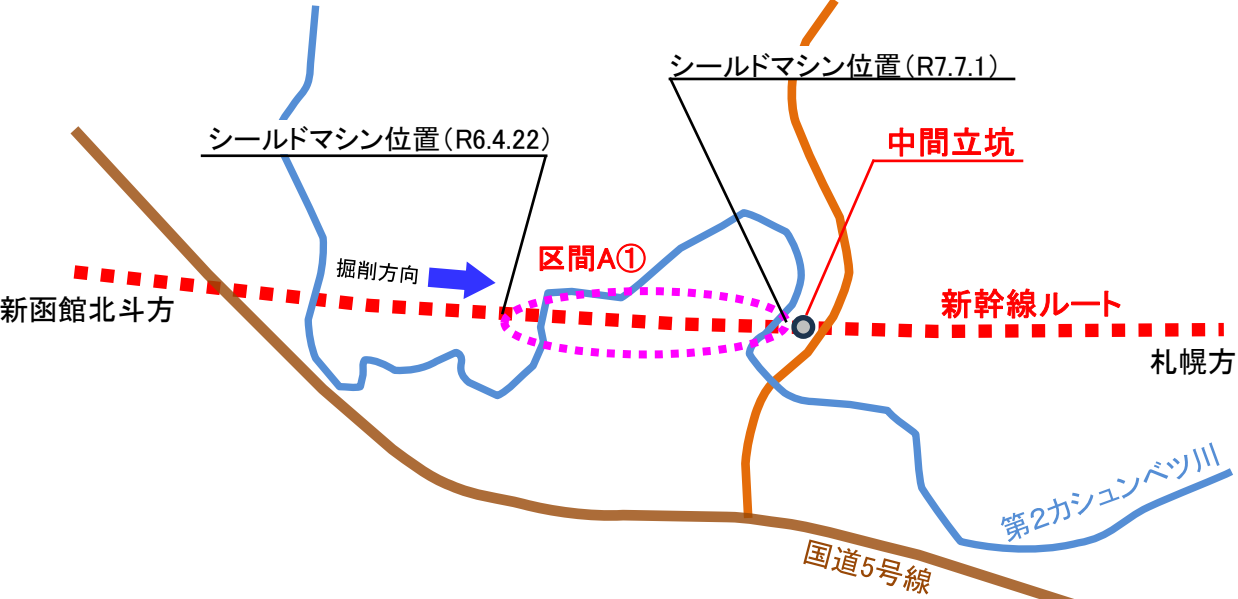 シールドマシン位置（R7.7.1）
シールドマシン位置（R6.4.22）
中間立坑
区間A①
掘削方向
新函館北斗方
新幹線ルート
札幌方
第2カシュンベツ川
国道5号線